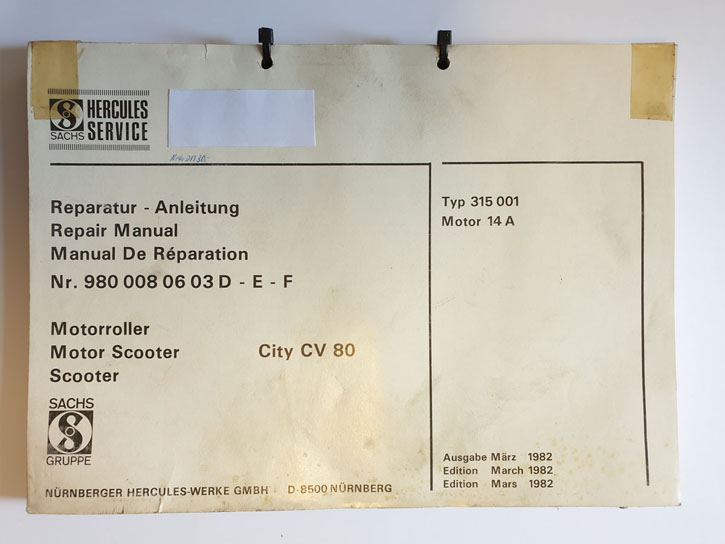 HERCULES
SACHS SERVICE
Reparatur - Anleitung
Repair Manual
Manual De Réparation
Nr. 980 008 06 03 D - E - F
Motorroller
Motor Scooter City CV 80
Scooter
SACHS
GRUPPE
NÜRNBERGER HERCULES-WERKE GMBH D-8500 NÜRNBERG
Typ 315 001
Motor 14 A
Ausgabe März 1982
Edition March 1982
Edition Mars 1982